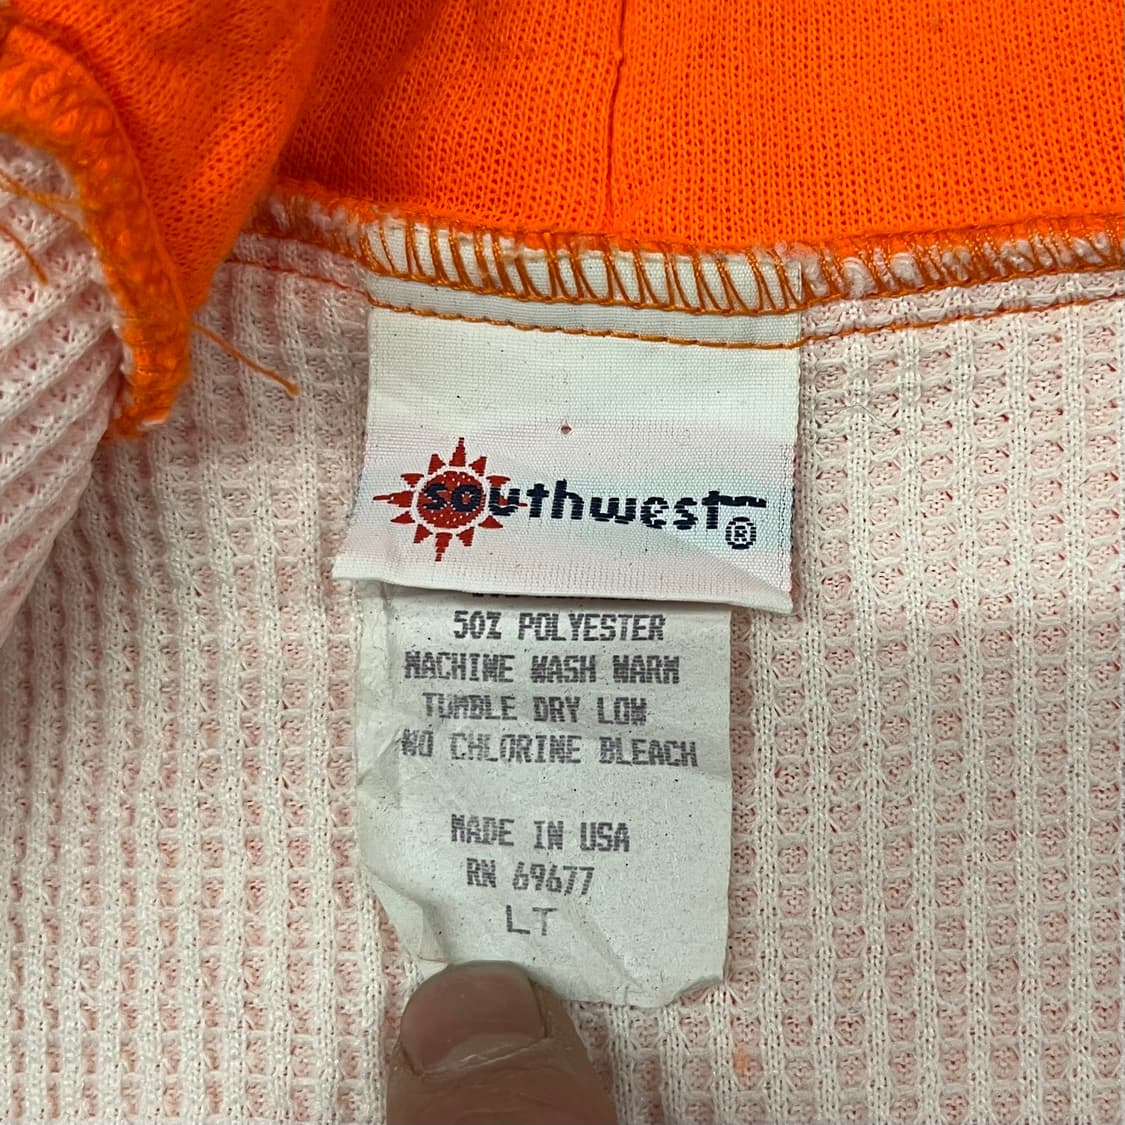 southwest®
50% POLYESTER
MACHINE WASH WARM
TUMBLE DRY LOW
NO CHLORINE BLEACH
MADE IN USA
RN 69677
LT